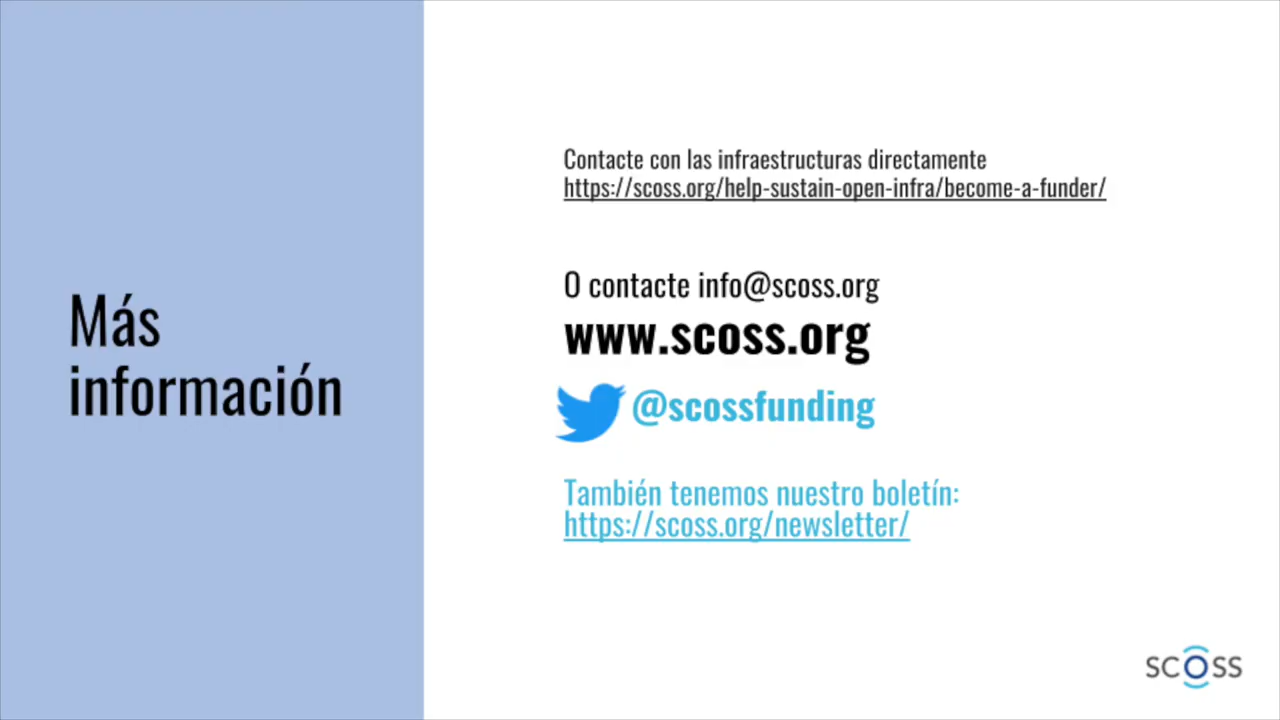 Más
información
Contacte con las infraestructuras directamente
https://scoss.org/help-sustain-open-infra/become-a-funder/
O contacte info@scoss.org
www.scoss.org
@scossfunding
También tenemos nuestro boletín:
https://scoss.org/newsletter/
SCOSS